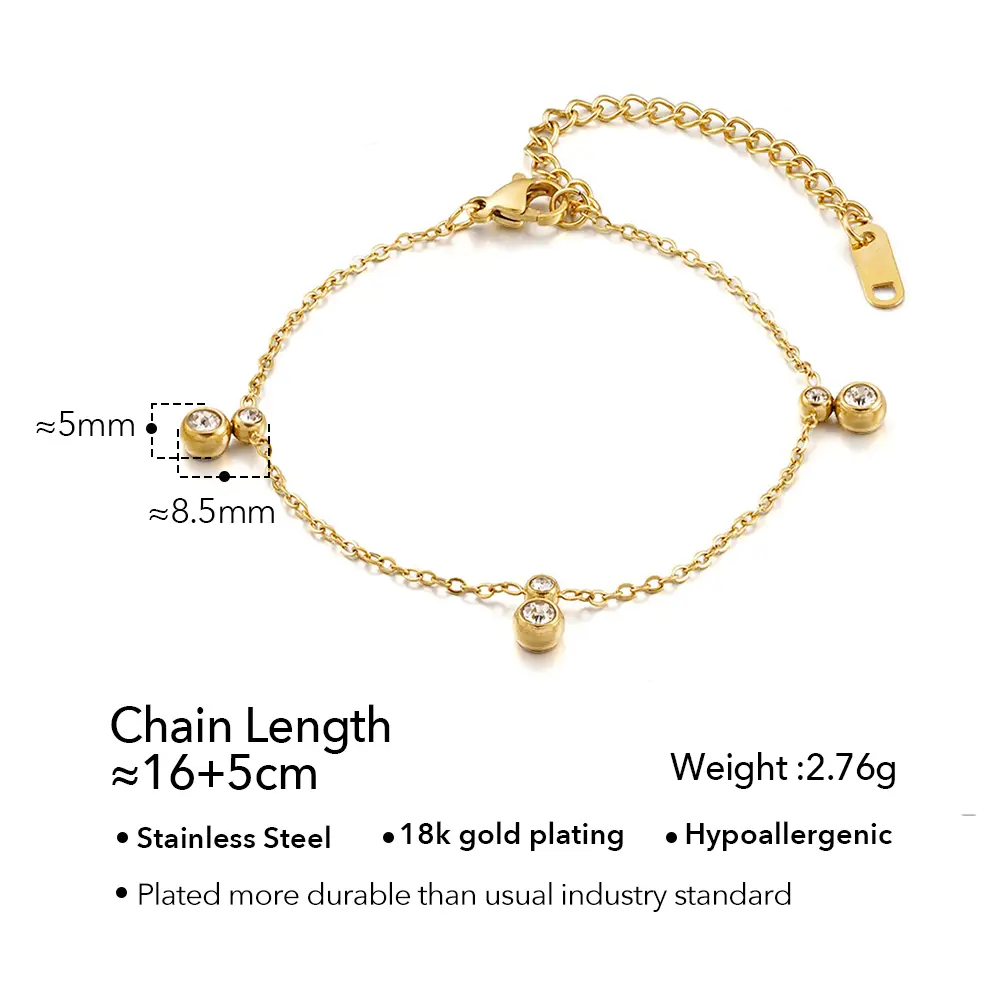 ≈5mm
≈8.5mm
Chain Length
≈16+5cm
Weight :2.76g
• Stainless Steel
• 18k gold plating
• Hypoallergenic
• Plated more durable than usual industry standard